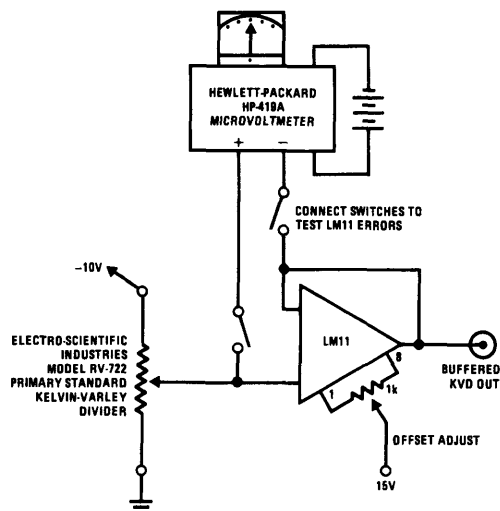 HEWLETT-PACKARD
HP-419A
MICROVOLTMETER
+
−
CONNECT SWITCHES TO
TEST LM11 ERRORS
−10V
ELECTRO-SCIENTIFIC
INDUSTRIES
MODEL RV-722
PRIMARY STANDARD
KELVIN-VARLEY
DIVIDER
LM11
8
1
1k
BUFFERED
KVD OUT
OFFSET ADJUST
15V